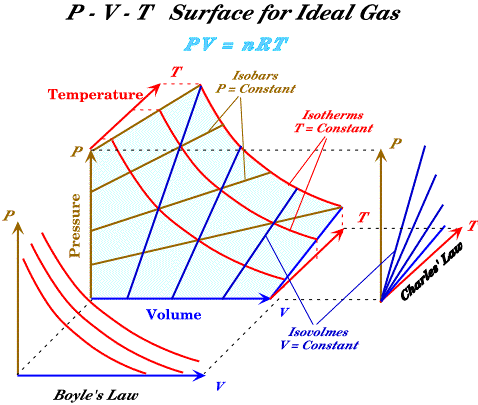 P - V - T Surface for Ideal Gas
PV = nRT
T
Isobars
P = Constant
Temperature
Isotherms
T = Constant
P
P
Pressure
P
T
T
Charles' Law
Volume
V
Isovolmes
V = Constant
V
Boyle's Law